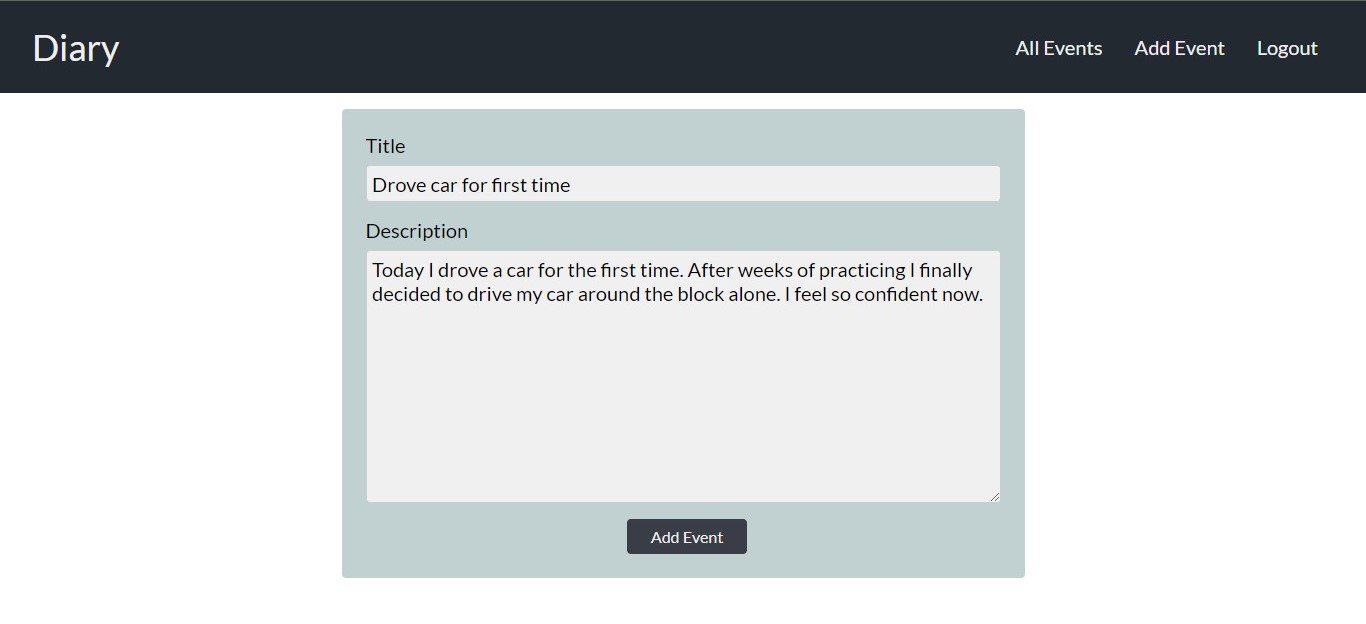 Diary
All Events
Add Event
Logout
Title
Drove car for first time
Description
Today I drove a car for the first time. After weeks of practicing I finally
decided to drive my car around the block alone. I feel so confident now.
Add Event